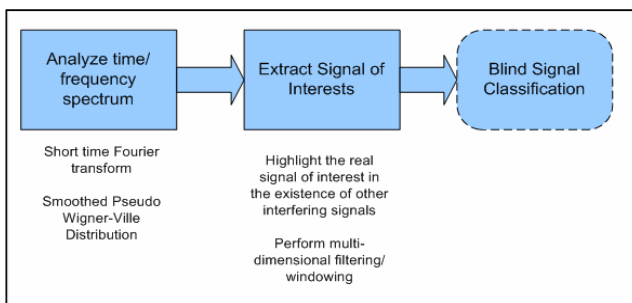 Analyze time/
frequency
spectrum
Extract Signal of
Interests
Blind Signal
Classification
Short time Fourier
transform
Smoothed Pseudo
Wigner-Ville
Distribution
Highlight the real
signal of interest in
the existence of other
interfering signals
Perform multi-
dimensional filtering/
windowing